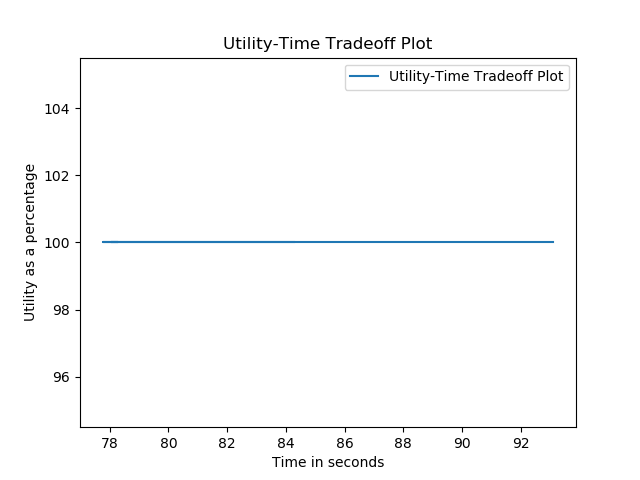 Utility-Time Tradeoff Plot
Utility-Time Tradeoff Plot
104
102
100
98
96
Utility as a percentage
78 80 82 84 86 88 90 92
Time in seconds